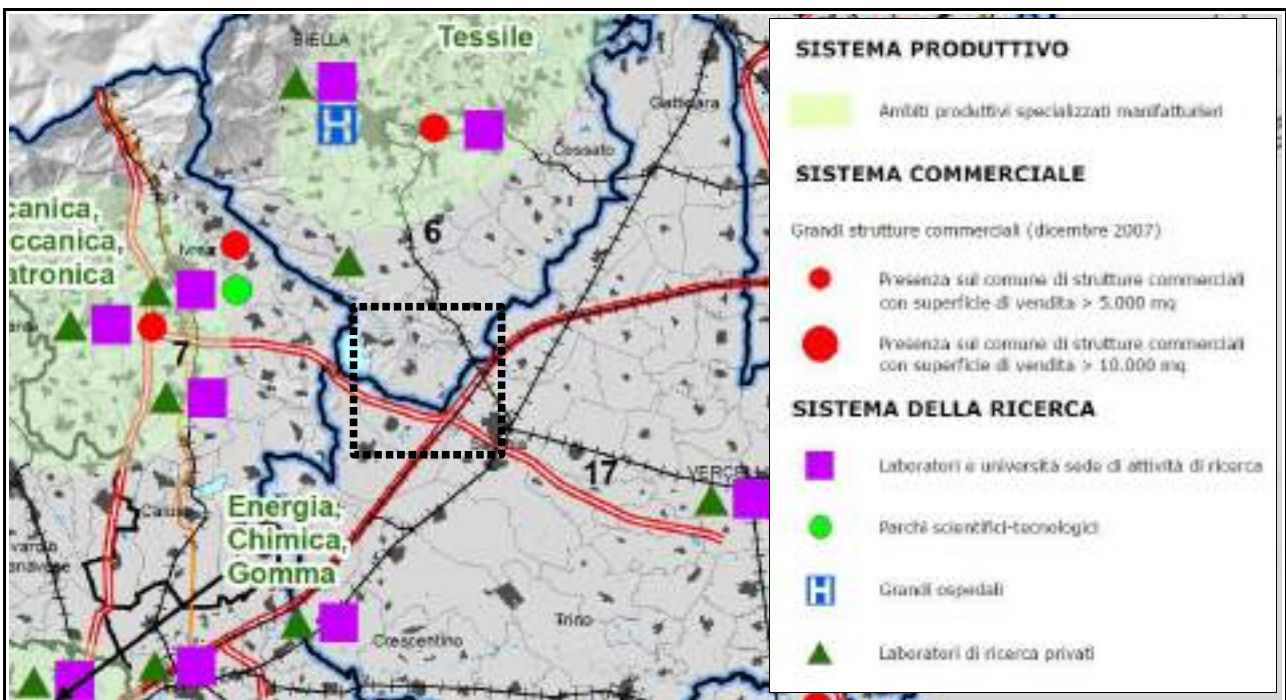 BIELLA
Tessile
Gattinara
Cossato
canica,
ccanica,
atronica
Ivrea
6
7
17
VERCELL
Caluso
Energia,
Chimica,
Gomma
Crescentino
Trino
SISTEMA PRODUTTIVO
Ambiti produttivi specializzati manifatturieri
SISTEMA COMMERCIALE
Grandi strutture commerciali (dicembre 2007)
Presenza sul comune di strutture commerciali
con superficie di vendita > 5.000 mq
Presenza sul comune di strutture commerciali
con superficie di vendita > 10.000 mq
SISTEMA DELLA RICERCA
Laboratori e università sede di attività di ricerca
Parchi scientifici-tecnologici
H
Grandi ospedali
H
Laboratori di ricerca privati